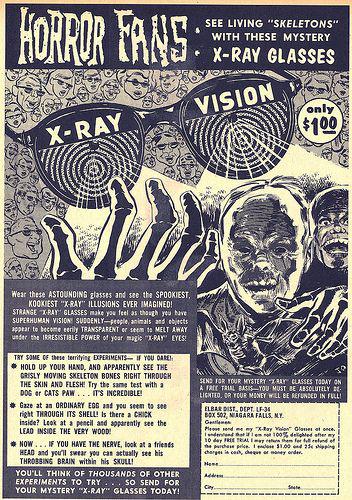 HORROR FANS:
SEE LIVING "SKELETONS"
WITH THESE MYSTERY
X-RAY GLASSES
X-RAY
VISION
only
$1.00
Wear these ASTOUNDING glasses and see the SPOOKIEST,
KOOKIEST "X-RAY" ILLUSIONS EVER IMAGINED!
STRANGE "X-RAY" GLASSES make you feel as though you have
SUPERHUMAN VISION! SUDDENLY—people, animals and objects
appear to become eerily TRANSPARENT or seem to MELT AWAY
under the IRRESISTIBLE POWER of your magic "X-RAY" EYES!
TRY SOME of these terrifying EXPERIMENTS— IF YOU DARE!
HOLD UP YOUR HAND, AND APPARENTLY SEE THE
GRISLY MOVING SKELETON BONES RIGHT THROUGH
THE SKIN AND FLESH! Try the same test with a
DOG or CATS PAW . . . IT'S INCREDIBLE!
Gaze at an ORDINARY EGG and you seem to see
right THROUGH ITS SHELL! Is there a CHICK
inside? Look at a pencil and apparently see the
LEAD INSIDE THE VERY WOOD!
NOW . . . IF YOU HAVE THE NERVE, look at a friends
HEAD and you'll swear you can actually see his
THROBBING BRAIN within his SKULL!
YOU'LL THINK OF THOUSANDS OF OTHER
EXPERIMENTS TO TRY . . . SO SEND FOR
YOUR MYSTERY "X-RAY" GLASSES TODAY!
SEND FOR YOUR MYSTERY "X-RAY" GLASSES TODAY ON
A FREE TRIAL BASIS—YOU MUST BE ABSOLUTELY DE-
LIGHTED, OR YOUR MONEY WILL BE REFUNDED IN FULL!
ELBAR DIST., DEPT. LF-34
BOX 502, NIAGARA FALLS, N.Y.
Gentlemen:
Please send me my "X-Ray Vision" Glasses at once.
I understand that if I am not 100% delighted after my
10 day FREE TRIAL I may return them for full refund of
my purchase price. I enclose $1.00 and 25c shipping
charges in cash, cheque or money order.
Name
Address
City State